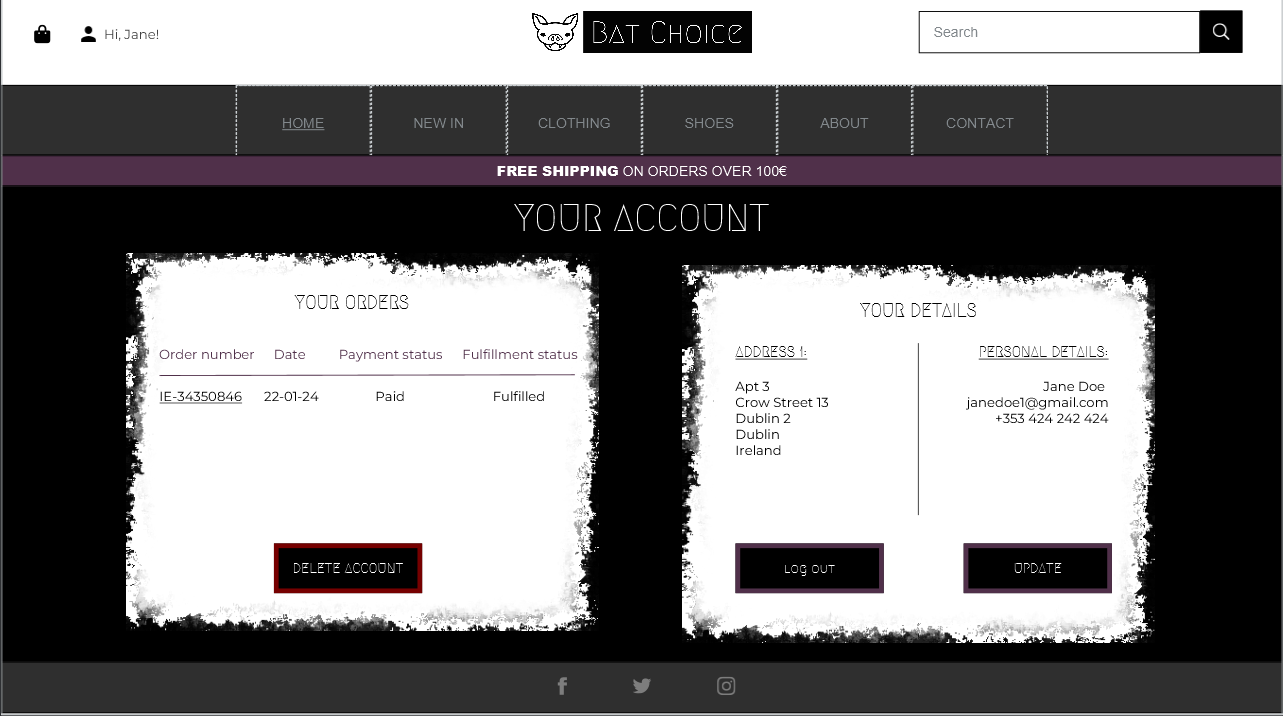 Hi, Jane!
Bat Choice
Search
HOME NEW IN CLOTHING SHOES ABOUT CONTACT
FREE SHIPPING ON ORDERS OVER 100€
YOUR ACCOUNT
YOUR ORDERS
Order number Date Payment status Fulfillment status
IE-34350846 22-01-24 Paid Fulfilled
DELETE ACCOUNT
YOUR DETAILS
ADDRESS 1:
Apt 3
Crow Street 13
Dublin 2
Dublin
Ireland
PERSONAL DETAILS:
Jane Doe
janedoe1@gmail.com
+353 424 242 424
LOG OUT
UPDATE